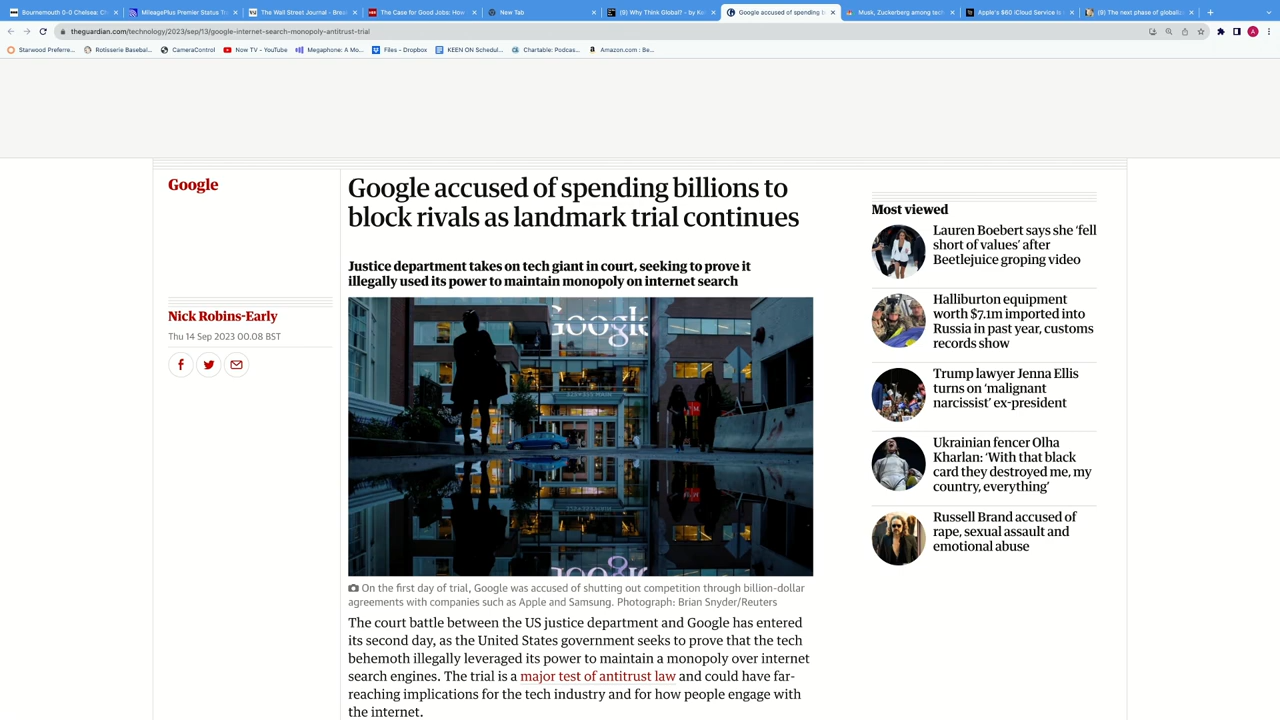 Bournemouth 0-0 Chelsea: Ch
MileagePlus Premier Status Tr
The Wall Street Journal - Brea
The Case for Good Jobs: How
New Tab
(9) Why Think Global? - by Ke
Google accused of spending b
Musk, Zuckerberg among tech
Apple's $60 iCloud Service Is
(9) The next phase of globaliz
theguardian.com/technology/2023/sep/13/google-internet-search-monopoly-antitrust-trial
A
Starwood Preferre...
Rotisserie Basebal...
CameraControl
Now TV - YouTube
Megaphone: A Mo...
Files - Dropbox
KEEN ON Schedul...
Chartable: Podcas...
Amazon.com : Be...
Google
Google accused of spending billions to
block rivals as landmark trial continues
Justice department takes on tech giant in court, seeking to prove it
illegally used its power to maintain monopoly on internet search
Nick Robins-Early
Thu 14 Sep 2023 00.08 BST
Google
325+355 MAIN
On the first day of trial, Google was accused of shutting out competition through billion-dollar
agreements with companies such as Apple and Samsung. Photograph: Brian Snyder/Reuters
The court battle between the US justice department and Google has entered
its second day, as the United States government seeks to prove that the tech
behemoth illegally leveraged its power to maintain a monopoly over internet
search engines. The trial is a major test of antitrust law and could have far-
reaching implications for the tech industry and for how people engage with
the internet.
Most viewed
Lauren Boebert says she ‘fell
short of values’ after
Beetlejuice groping video
Halliburton equipment
worth $7.1m imported into
Russia in past year, customs
records show
Trump lawyer Jenna Ellis
turns on ‘malignant
narcissist’ ex-president
Ukrainian fencer Olha
Kharlan: ‘With that black
card they destroyed me, my
country, everything’
Russell Brand accused of
rape, sexual assault and
emotional abuse